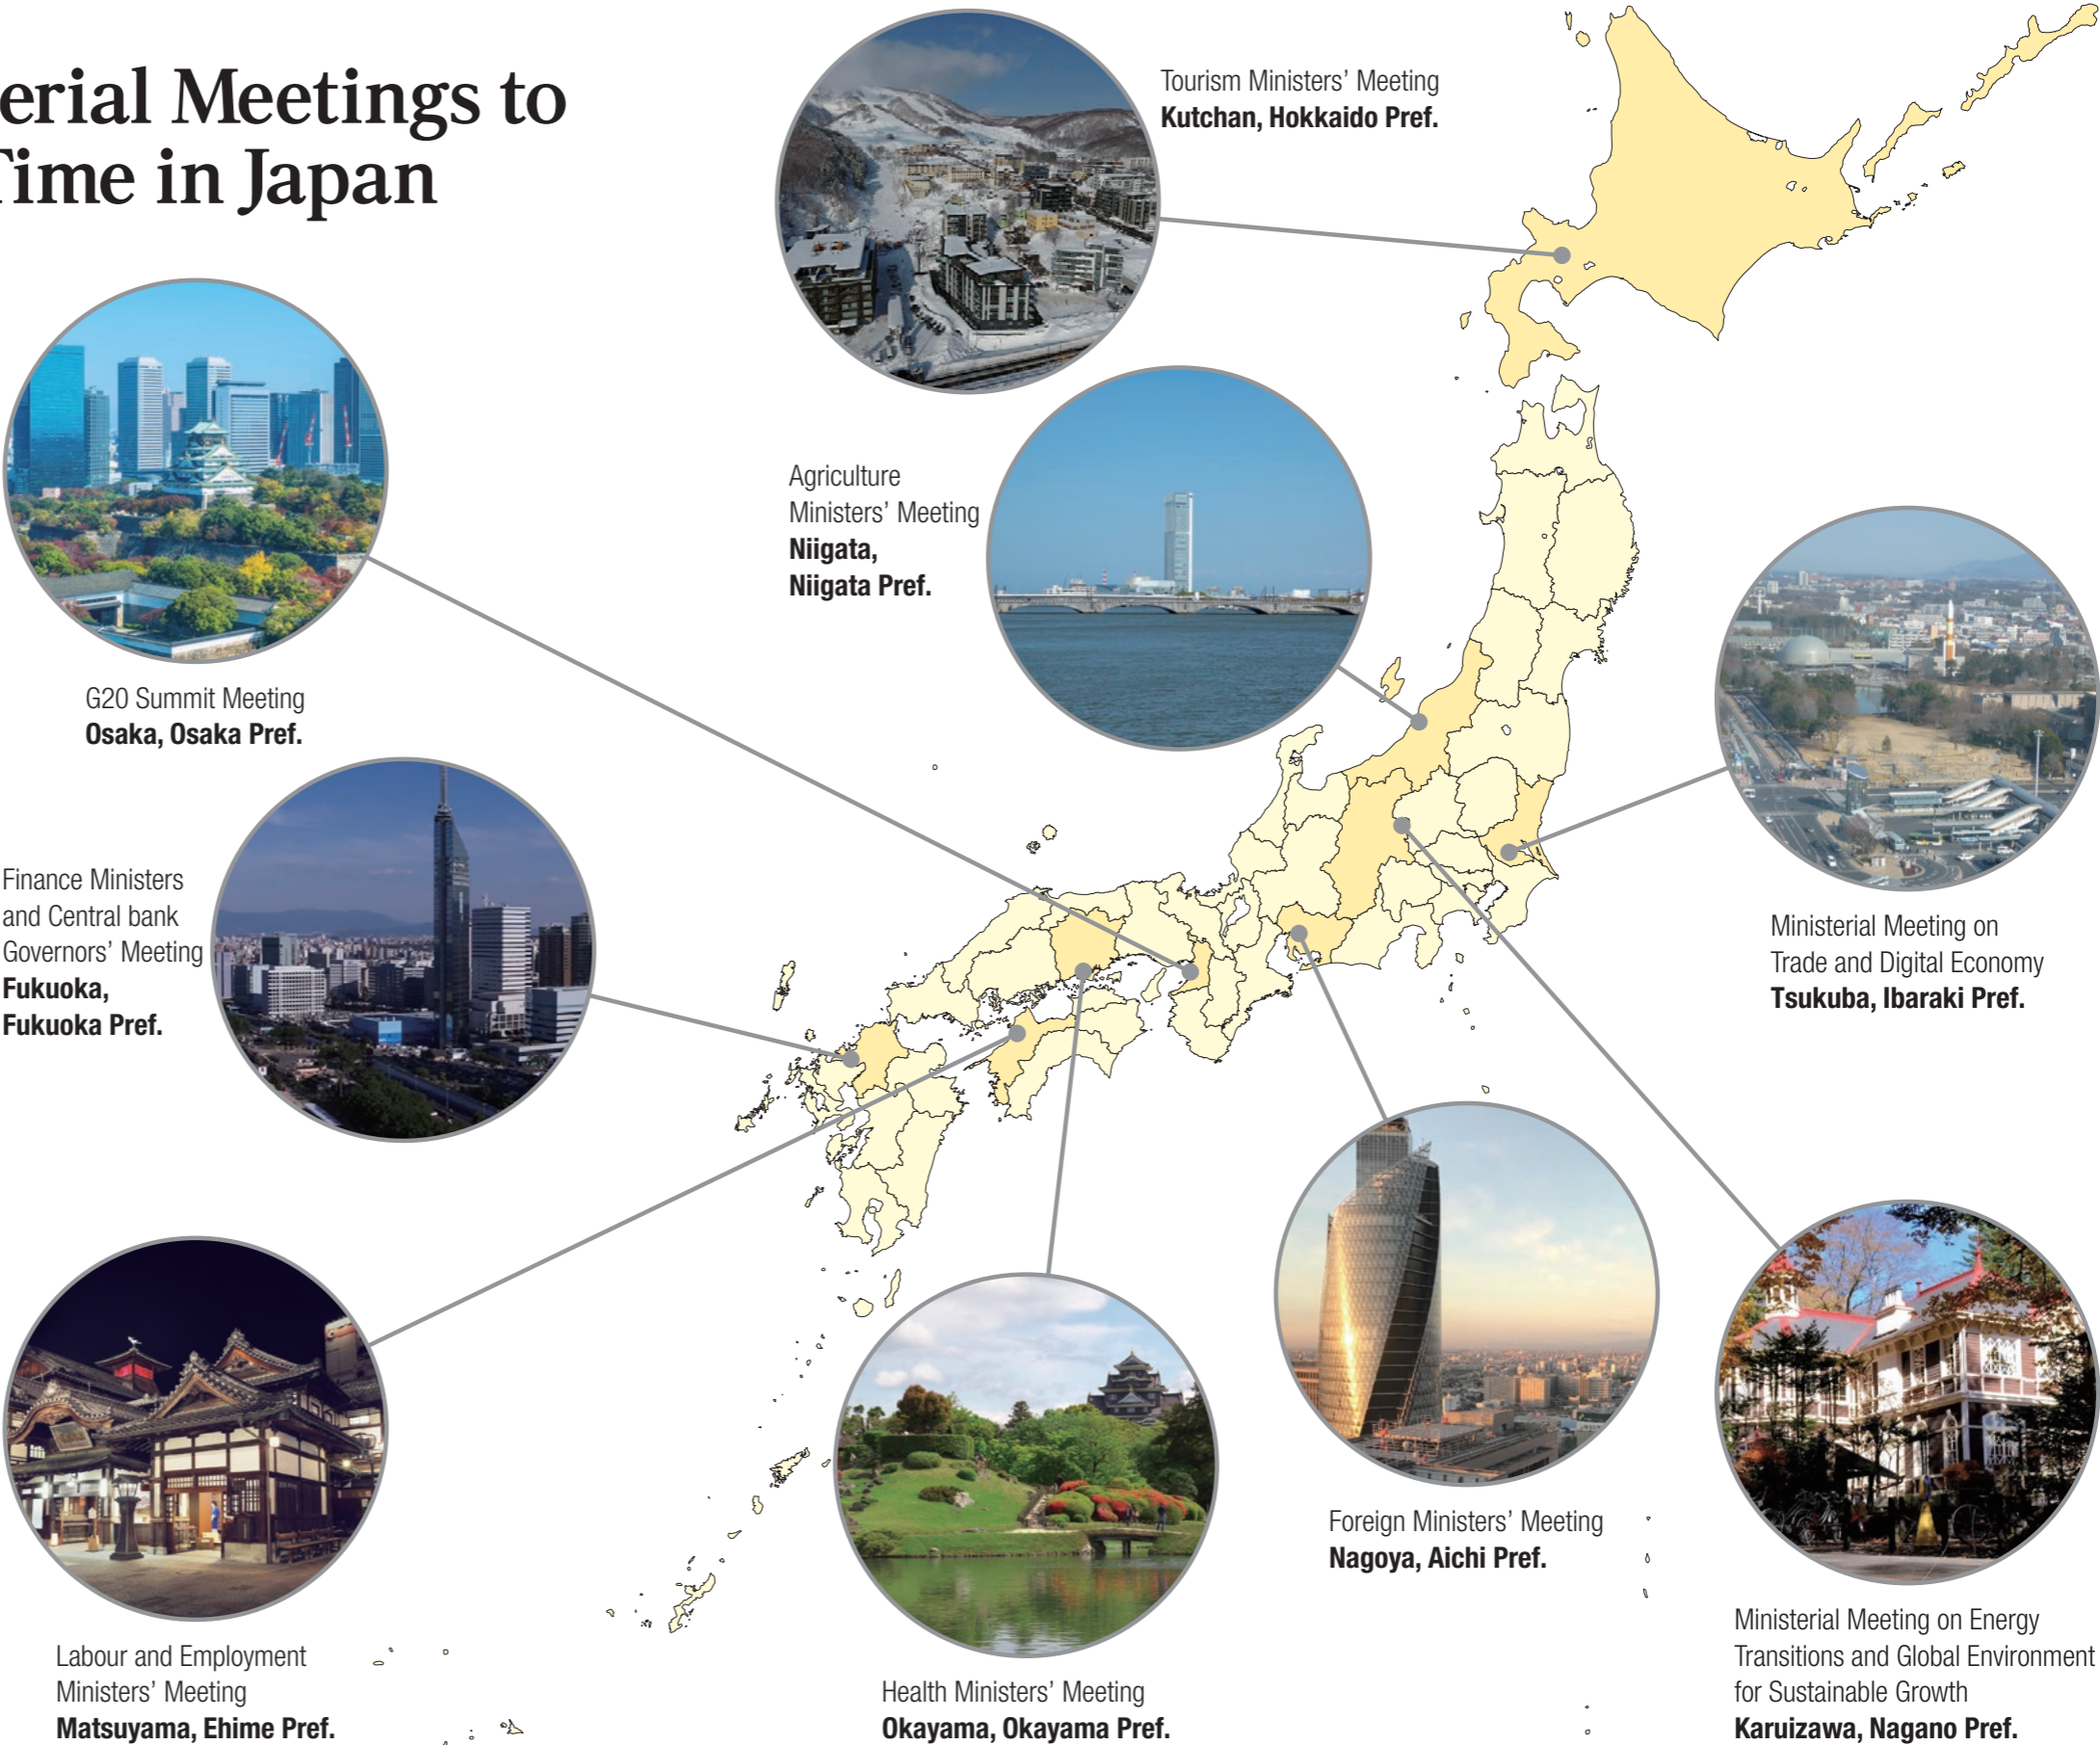 erial Meetings to
Time in Japan
Tourism Ministers’ Meeting
Kutchan, Hokkaido Pref.
Agriculture
Ministers’ Meeting
Niigata,
Niigata Pref.
G20 Summit Meeting
Osaka, Osaka Pref.
Finance Ministers
and Central bank
Governors’ Meeting
Fukuoka,
Fukuoka Pref.
Ministerial Meeting on
Trade and Digital Economy
Tsukuba, Ibaraki Pref.
Labour and Employment
Ministers’ Meeting
Matsuyama, Ehime Pref.
Health Ministers’ Meeting
Okayama, Okayama Pref.
Foreign Ministers’ Meeting
Nagoya, Aichi Pref.
Ministerial Meeting on Energy
Transitions and Global Environment
for Sustainable Growth
Karuizawa, Nagano Pref.